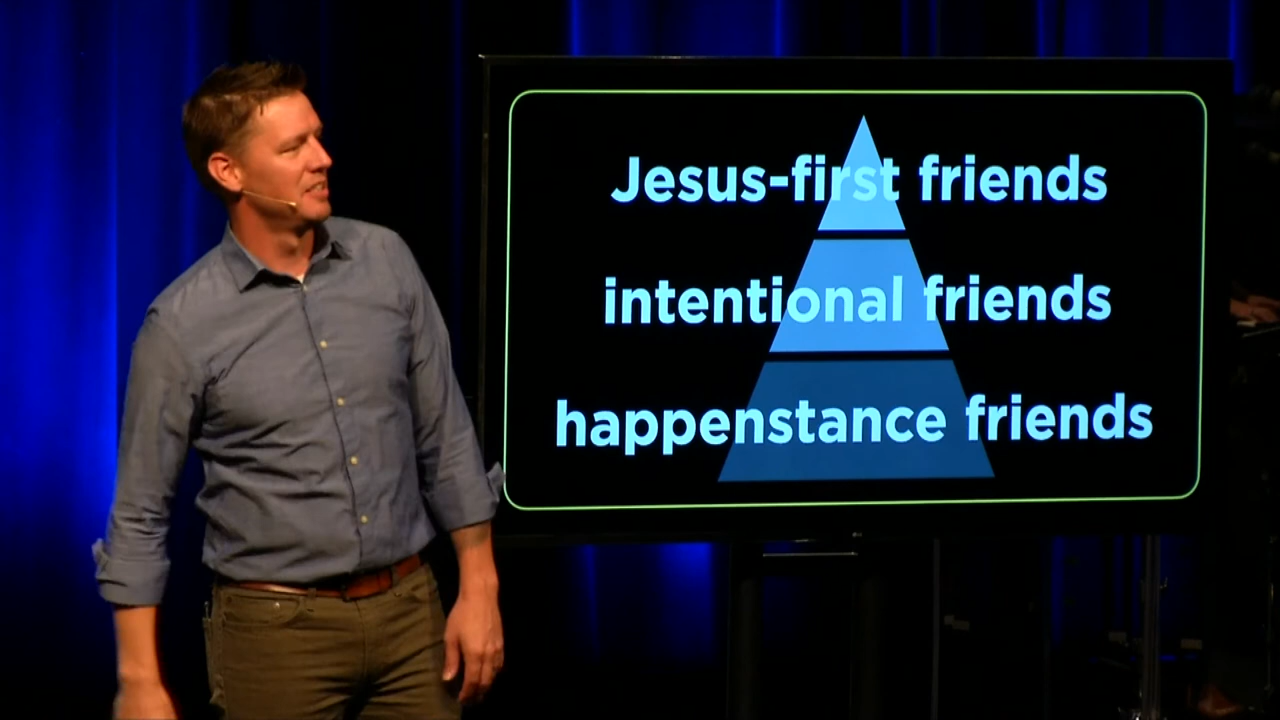 Jesus-first friends
intentional friends
happenstance friends